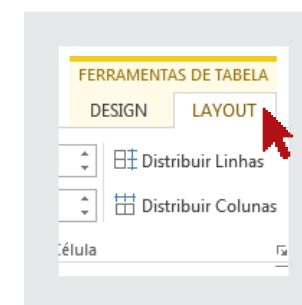 FERRAMENTAS DE TABELA
DESIGN LAYOUT
Distribuir Linhas
Distribuir Colunas
Célula